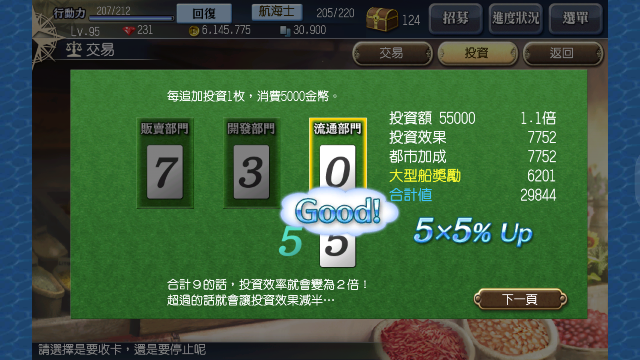 行動力 207/212 回復 航海士 205/220 124 招募 進度狀況 選單
Lv.95 231 6.145.775 30.900
交易 交易 投資 返回
每追加投資1枚，消費5000金幣。
販賣部門 開發部門 流通部門
7 3 0
5 5
Good!
投資額 55000 1.1倍
投資效果 7752
都市加成 7752
大型船獎勵 6201
合計值 29844
5×5% Up
合計９的話，投資效率就會變為２倍！
超過的話就會讓投資效果減半…
下一頁
請選擇是要收卡，還是要停止呢